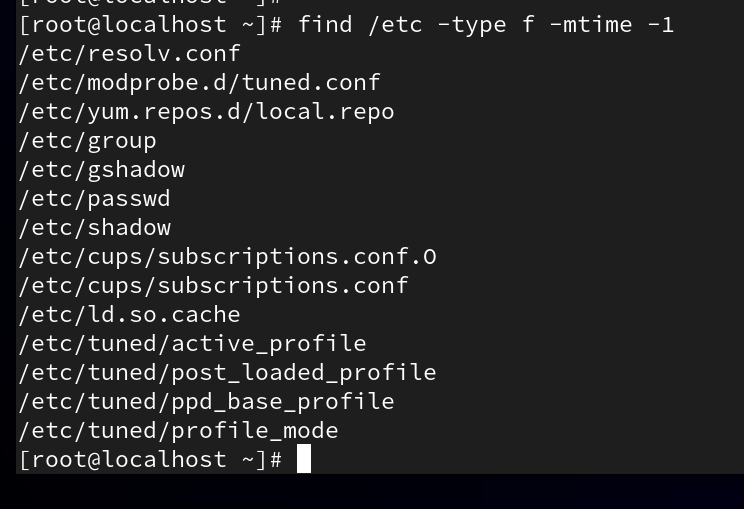 [root@localhost ~]#
[root@localhost ~]# find /etc -type f -mtime -1
/etc/resolv.conf
/etc/modprobe.d/tuned.conf
/etc/yum.repos.d/local.repo
/etc/group
/etc/gshadow
/etc/passwd
/etc/shadow
/etc/cups/subscriptions.conf.O
/etc/cups/subscriptions.conf
/etc/ld.so.cache
/etc/tuned/active_profile
/etc/tuned/post_loaded_profile
/etc/tuned/ppd_base_profile
/etc/tuned/profile_mode
[root@localhost ~]#